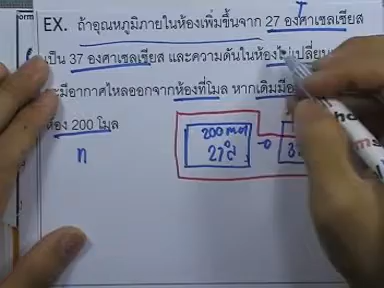 EX. ถ้าอุณหภูมิภายในห้องเพิ่มขึ้นจาก 27 องศาเซลเซียส
เป็น 37 องศาเซลเซียส และความดันในห้องไม่เปลี่ยน
จะมีอากาศไหลออกจากห้องที่โมล หากเดิมมี
ห้อง 200 โมล
T
n
200 mol
27
3